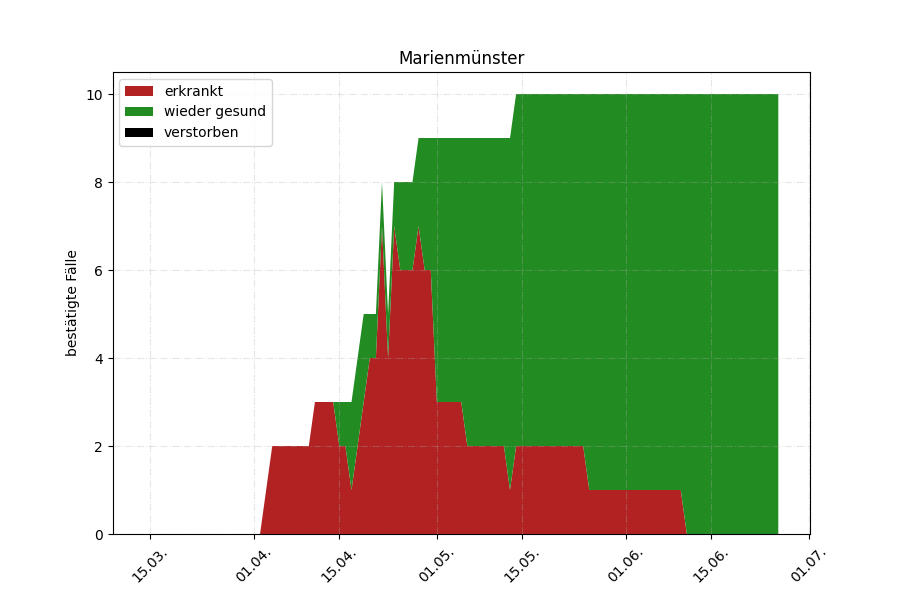 Marienmünster
erkrankt
wieder gesund
verstorben
bestätigte Fälle
10
8
6
4
2
0
15.03.
01.04.
15.04.
01.05.
15.05.
01.06.
15.06.
01.07.